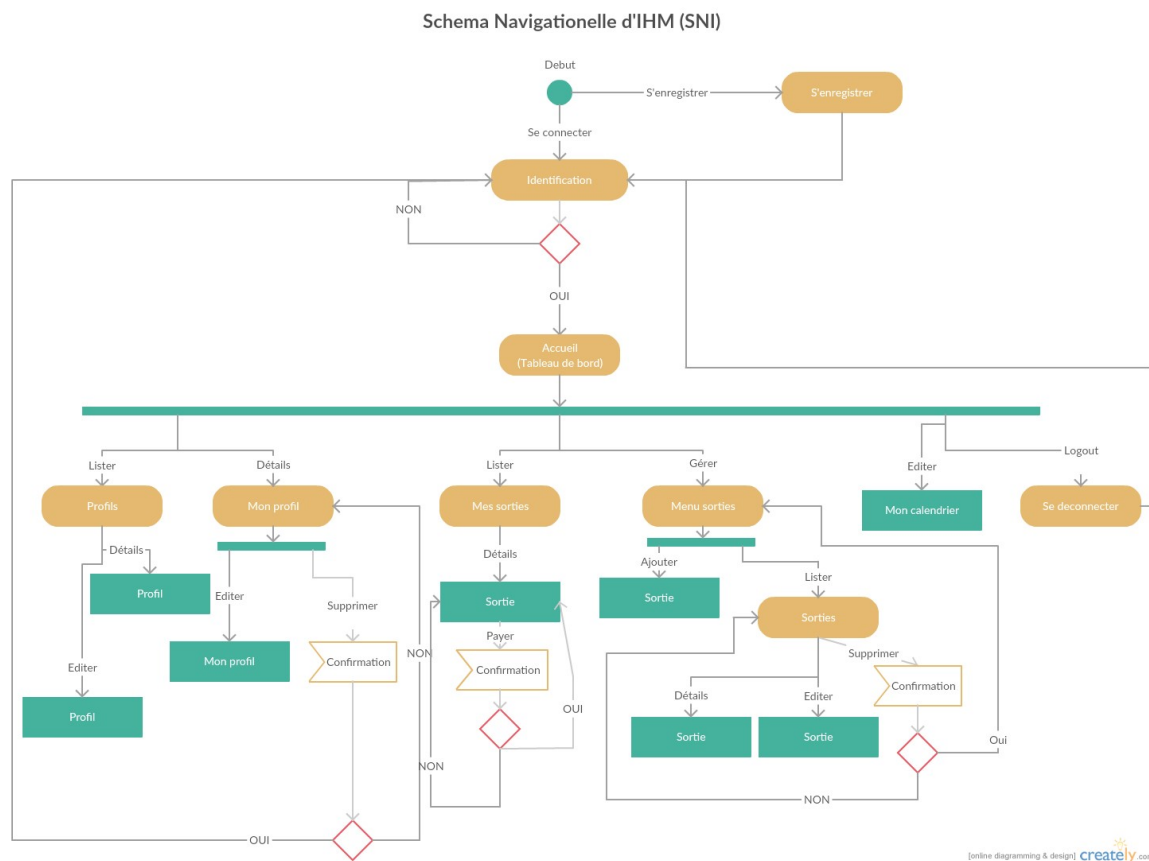 Schema Navigationelle d'IHM (SNI)
Debut
S'enregistrer
S'enregistrer
Se connecter
Identification
NON
OUI
Accueil
(Tableau de bord)
Lister
Détails
Lister
Gérer
Editer
Logout
Profils
Mon profil
Mes sorties
Menu sorties
Mon calendrier
Se deconnecter
Détails
Détails
Ajouter
Lister
Profil
Editer
Sortie
Sortie
Supprimer
Sorties
Payer
Editer
Mon profil
Confirmation
NON
Confirmation
Supprimer
Confirmation
Détails
Editer
Profil
OUI
Sortie
Sortie
Oui
NON
NON
OUI
[online diagramming & design] creately.com